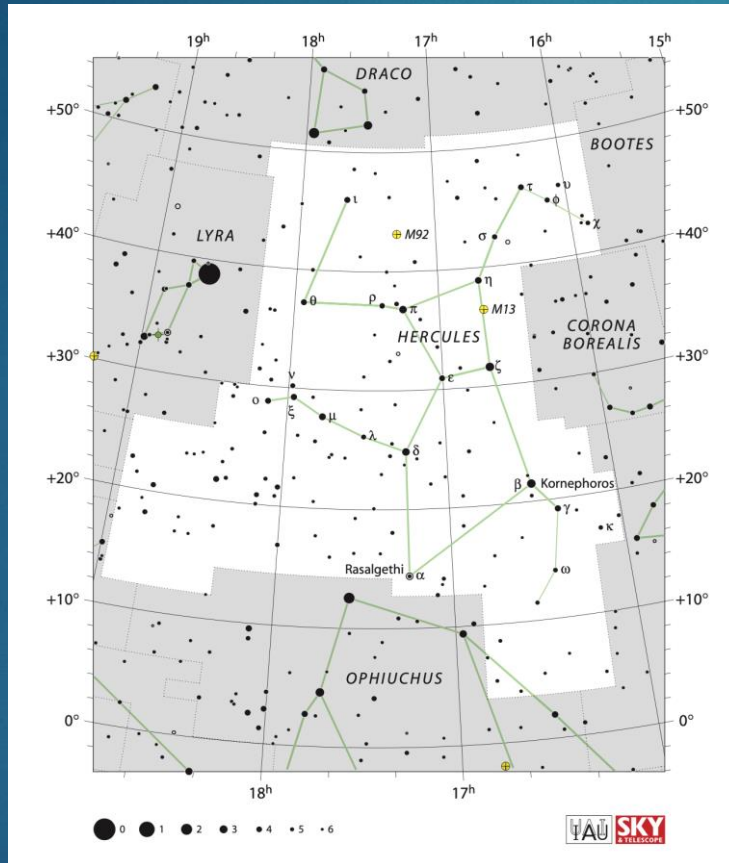 19h 18h 17h 16h 15h
DRACO
+50° +50°
BOOTES
τ υ
φ
χ
ι
σ
+40° M92 +40°
LYRA
η
θ ρ π M13
HERCULES
CORONA
BOREALIS
+30° +30°
ε ζ
ν
ο ξ μ
λ δ
+20° +20°
β Kornephoros
γ
κ
Rasalgethi α ω
+10° +10°
OPHIUCHUS
0° 0°
18h 17h
0 1 2 3 4 5 6
IAU SKY
& TELESCOPE